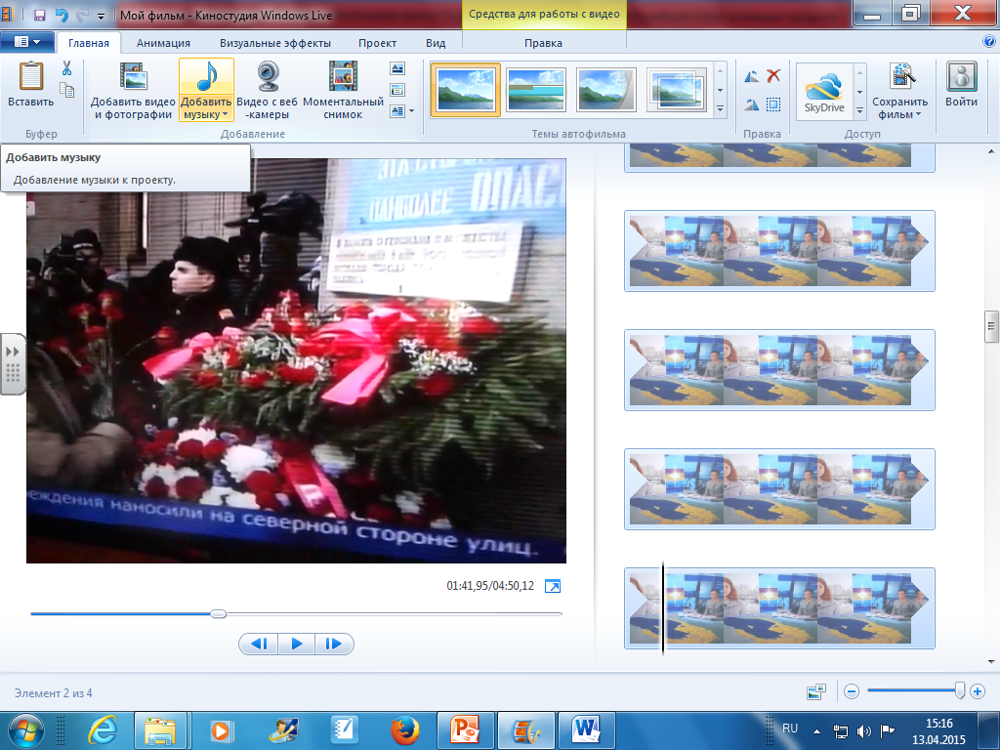 Мой фильм - Киностудия Windows Live
Средства для работы с видео
Главная
Анимация
Визуальные эффекты
Проект
Вид
Правка
Вставить
Добавить видео и фотографии
Добавить музыку
Видео с веб-камеры
Моментальный снимок
SkyDrive
Сохранить фильм
Войти
Буфер
Добавление
Темы автофильма
Правка
Доступ
Добавить музыку
Добавление музыки к проекту.
ЭТА
НАИБОЛЕЕ ОПАС
реждения наносили на северной стороне улиц.
01:41,95/04:50,12
Элемент 2 из 4
RU
15:16
13.04.2015